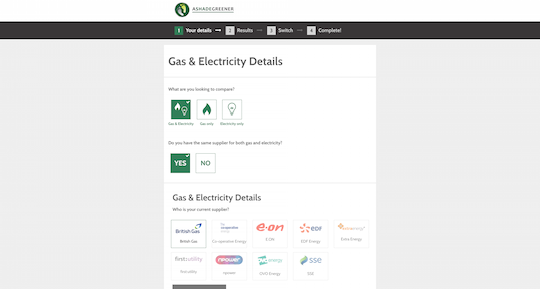 ASHADEGREENER
1 Your details 2 Results 3 Switch 4 Complete!
Gas & Electricity Details
What are you looking to compare?
Gas & Electricity Gas only Electricity only
Do you have the same supplier for both gas and electricity?
YES NO
Gas & Electricity Details
Who is your current supplier?
British Gas the co-operative energy e·on EDF extraenergy
British Gas Co-operative Energy E.ON EDF Energy Extra Energy
first:utility npower energy sse
First utility npower OVO Energy SSE